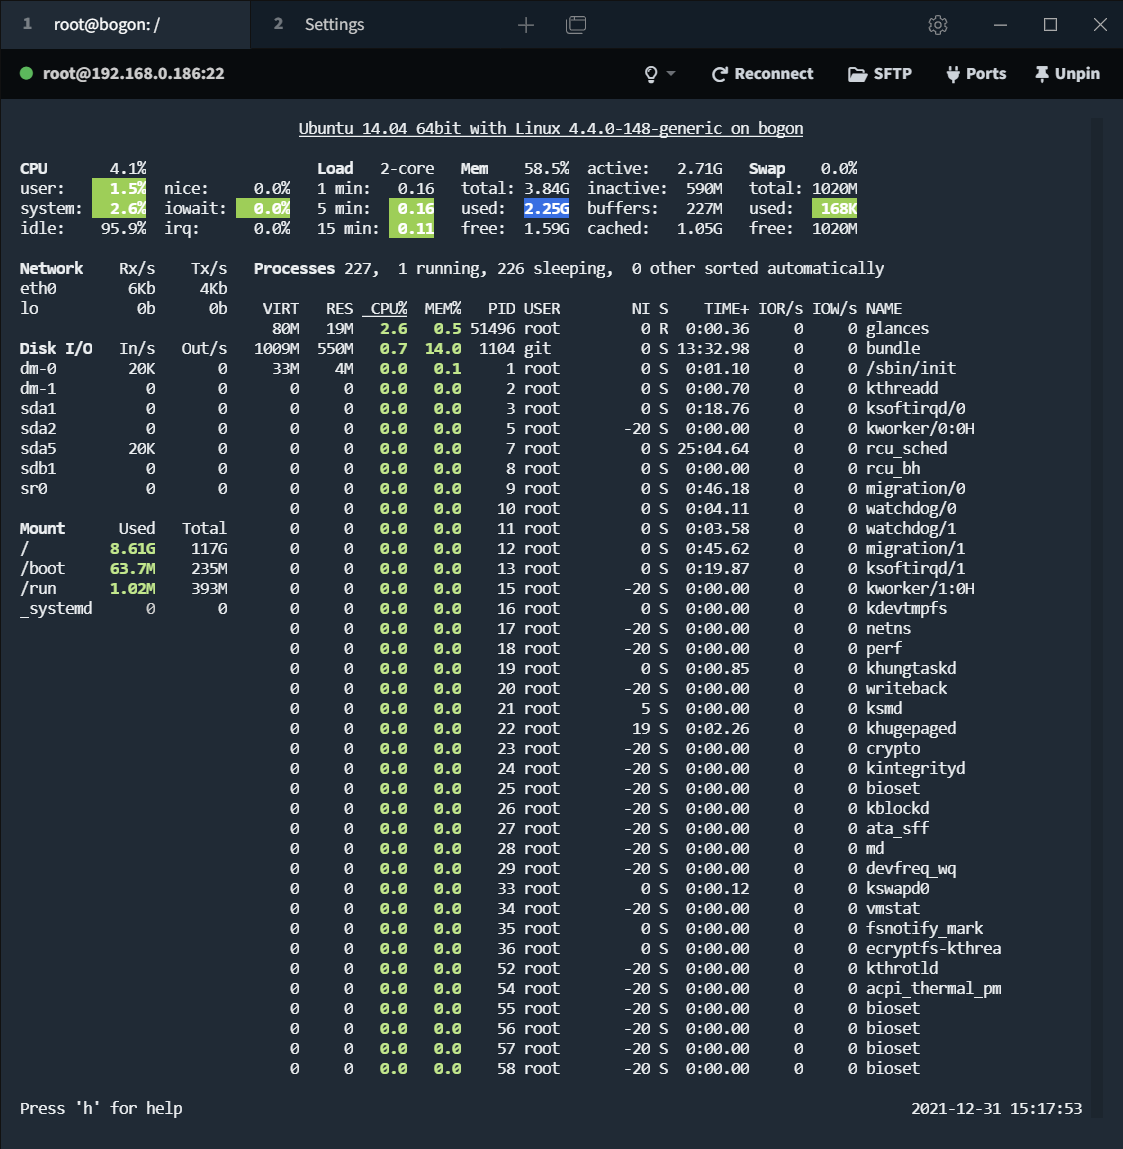 1 root@bogon: / 2 Settings
root@192.168.0.186:22 Reconnect SFTP Ports Unpin
Ubuntu 14.04 64bit with Linux 4.4.0-148-generic on bogon
CPU 4.1% Load 2-core Mem 58.5% active: 2.71G Swap 0.0%
user: 1.5% nice: 0.0% 1 min: 0.16 total: 3.84G inactive: 590M total: 1020M
system: 2.6% iowait: 0.0% 5 min: 0.16 used: 2.25G buffers: 227M used: 168K
idle: 95.9% irq: 0.0% 15 min: 0.11 free: 1.59G cached: 1.05G free: 1020M
Network Rx/s Tx/s Processes 227, 1 running, 226 sleeping, 0 other sorted automatically
eth0 6Kb 4Kb
lo 0b 0b VIRT RES CPU% MEM% PID USER NI S TIME+ IOR/s IOW/s NAME
80M 19M 2.6 0.5 51496 root 0 R 0:00.36 0 0 glances
Disk I/O In/s Out/s 1009M 550M 0.7 14.0 1104 git 0 S 13:32.98 0 0 bundle
dm-0 20K 0 33M 4M 0.0 0.1 1 root 0 S 0:01.10 0 0 /sbin/init
dm-1 0 0 0 0 0.0 0.0 2 root 0 S 0:00.70 0 0 kthreadd
sda1 0 0 0 0 0.0 0.0 3 root 0 S 0:18.76 0 0 ksoftirqd/0
sda2 0 0 0 0 0.0 0.0 5 root -20 S 0:00.00 0 0 kworker/0:0H
sda5 20K 0 0 0 0.0 0.0 7 root 0 S 25:04.64 0 0 rcu_sched
sdb1 0 0 0 0 0.0 0.0 8 root 0 S 0:00.00 0 0 rcu_bh
sr0 0 0 0 0 0.0 0.0 9 root 0 S 0:46.18 0 0 migration/0
0 0 0.0 0.0 10 root 0 S 0:04.11 0 0 watchdog/0
Mount Used Total 0 0 0.0 0.0 11 root 0 S 0:03.58 0 0 watchdog/1
/ 8.61G 117G 0 0 0.0 0.0 12 root 0 S 0:45.62 0 0 migration/1
/boot 63.7M 235M 0 0 0.0 0.0 13 root 0 S 0:19.87 0 0 ksoftirqd/1
/run 1.02M 393M 0 0 0.0 0.0 15 root -20 S 0:00.00 0 0 kworker/1:0H
_systemd 0 0 0 0 0.0 0.0 16 root 0 S 0:00.00 0 0 kdevtmpfs
0 0 0.0 0.0 17 root -20 S 0:00.00 0 0 netns
0 0 0.0 0.0 18 root -20 S 0:00.00 0 0 perf
0 0 0.0 0.0 19 root 0 S 0:00.85 0 0 khungtaskd
0 0 0.0 0.0 20 root -20 S 0:00.00 0 0 writeback
0 0 0.0 0.0 21 root 5 S 0:00.00 0 0 ksmd
0 0 0.0 0.0 22 root 19 S 0:02.26 0 0 khugepaged
0 0 0.0 0.0 23 root -20 S 0:00.00 0 0 crypto
0 0 0.0 0.0 24 root -20 S 0:00.00 0 0 kintegrityd
0 0 0.0 0.0 25 root -20 S 0:00.00 0 0 bioset
0 0 0.0 0.0 26 root -20 S 0:00.00 0 0 kblockd
0 0 0.0 0.0 27 root -20 S 0:00.00 0 0 ata_sff
0 0 0.0 0.0 28 root -20 S 0:00.00 0 0 md
0 0 0.0 0.0 29 root -20 S 0:00.00 0 0 devfreq_wq
0 0 0.0 0.0 33 root 0 S 0:00.12 0 0 kswapd0
0 0 0.0 0.0 34 root -20 S 0:00.00 0 0 vmstat
0 0 0.0 0.0 35 root 0 S 0:00.00 0 0 fsnotify_mark
0 0 0.0 0.0 36 root 0 S 0:00.00 0 0 ecryptfs-kthrea
0 0 0.0 0.0 52 root -20 S 0:00.00 0 0 kthrotld
0 0 0.0 0.0 54 root -20 S 0:00.00 0 0 acpi_thermal_pm
0 0 0.0 0.0 55 root -20 S 0:00.00 0 0 bioset
0 0 0.0 0.0 56 root -20 S 0:00.00 0 0 bioset
0 0 0.0 0.0 57 root -20 S 0:00.00 0 0 bioset
0 0 0.0 0.0 58 root -20 S 0:00.00 0 0 bioset
Press 'h' for help 2021-12-31 15:17:53